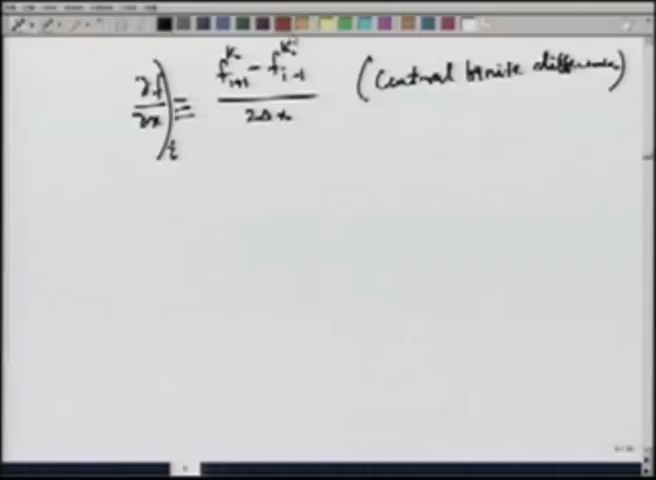 ∂f/∂x)_i ≡ (f_{i+1}^k - f_{i-1}^k) / 2Δx (Central finite difference)